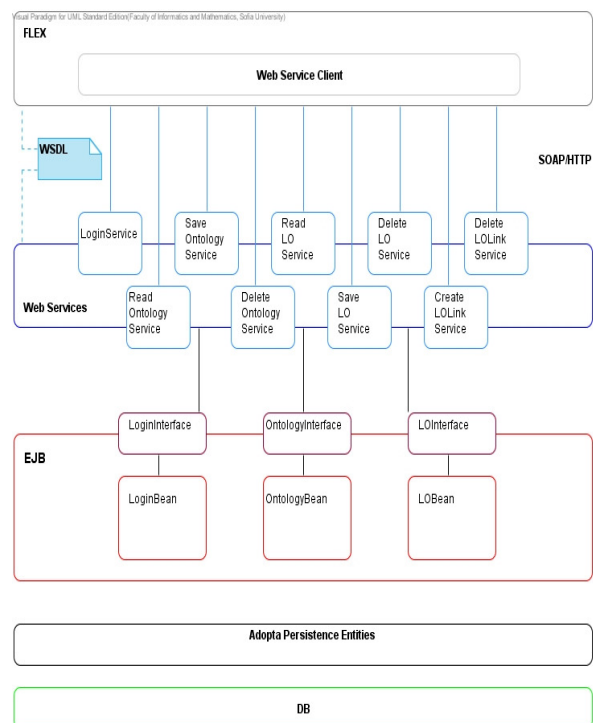 Visual Paradigm for UML Standard Edition(Faculty of Informatics and Mathematics, Sofia University)
FLEX
Web Service Client
WSDL
SOAP/HTTP
LoginService
Save
Ontology
Service
Read
LO
Service
Delete
LO
Service
Delete
LOLink
Service
Web Services
Read
Ontology
Service
Delete
Ontology
Service
Save
LO
Service
Create
LOLink
Service
LoginInterface
OntologyInterface
LOInterface
EJB
LoginBean
OntologyBean
LOBean
Adopta Persistence Entities
DB